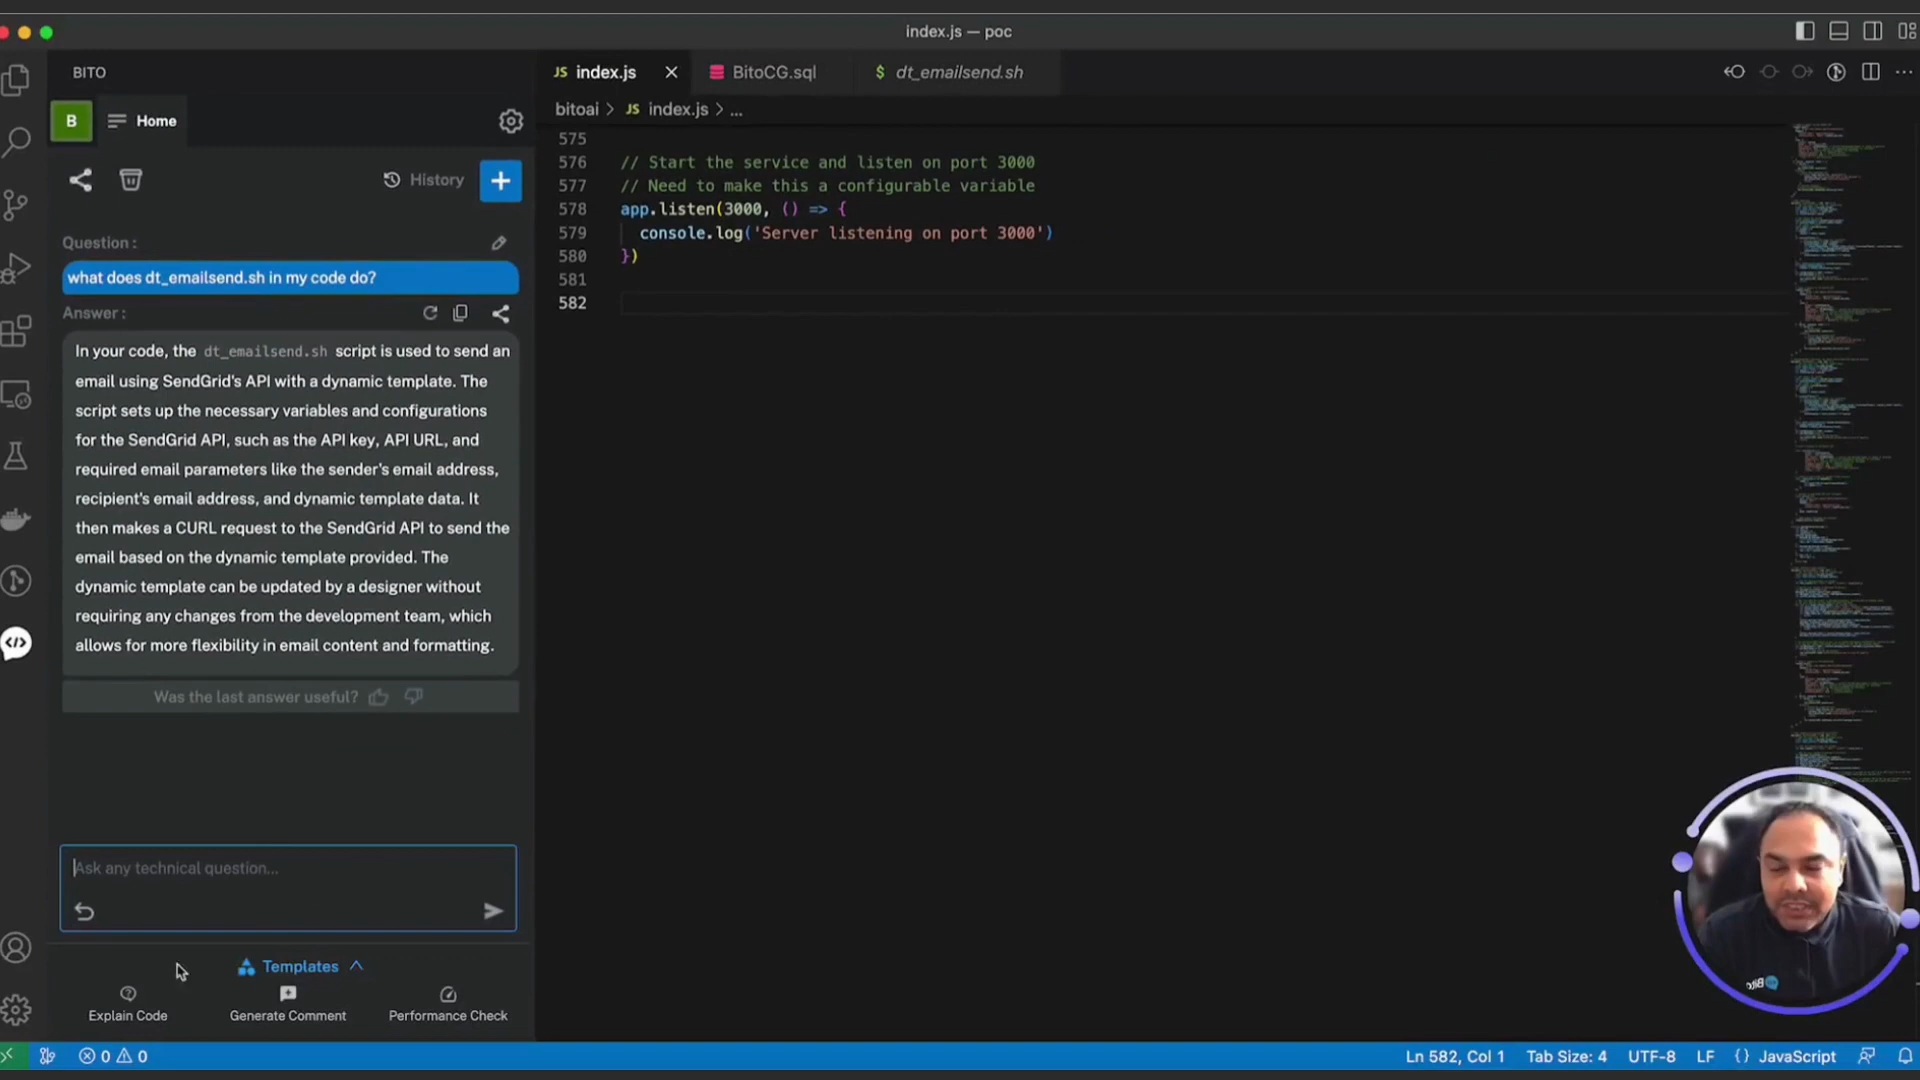 index.js — poc
BITO
B
Home
History
Question :
what does dt_emailsend.sh in my code do?
Answer :
In your code, the dt_emailsend.sh script is used to send an
email using SendGrid's API with a dynamic template. The
script sets up the necessary variables and configurations
for the SendGrid API, such as the API key, API URL, and
required email parameters like the sender's email address,
recipient's email address, and dynamic template data. It
then makes a CURL request to the SendGrid API to send the
email based on the dynamic template provided. The
dynamic template can be updated by a designer without
requiring any changes from the development team, which
allows for more flexibility in email content and formatting.
Was the last answer useful?
Ask any technical question...
Templates
Explain Code
Generate Comment
Performance Check
JS index.js
BitoCG.sql
$ dt_emailsend.sh
bitoai > JS index.js > ...
575
576 // Start the service and listen on port 3000
577 // Need to make this a configurable variable
578 app.listen(3000, () => {
579 console.log('Server listening on port 3000')
580 })
581
582
Bito
0 0
Ln 582, Col 1
Tab Size: 4
UTF-8
LF
{ } JavaScript